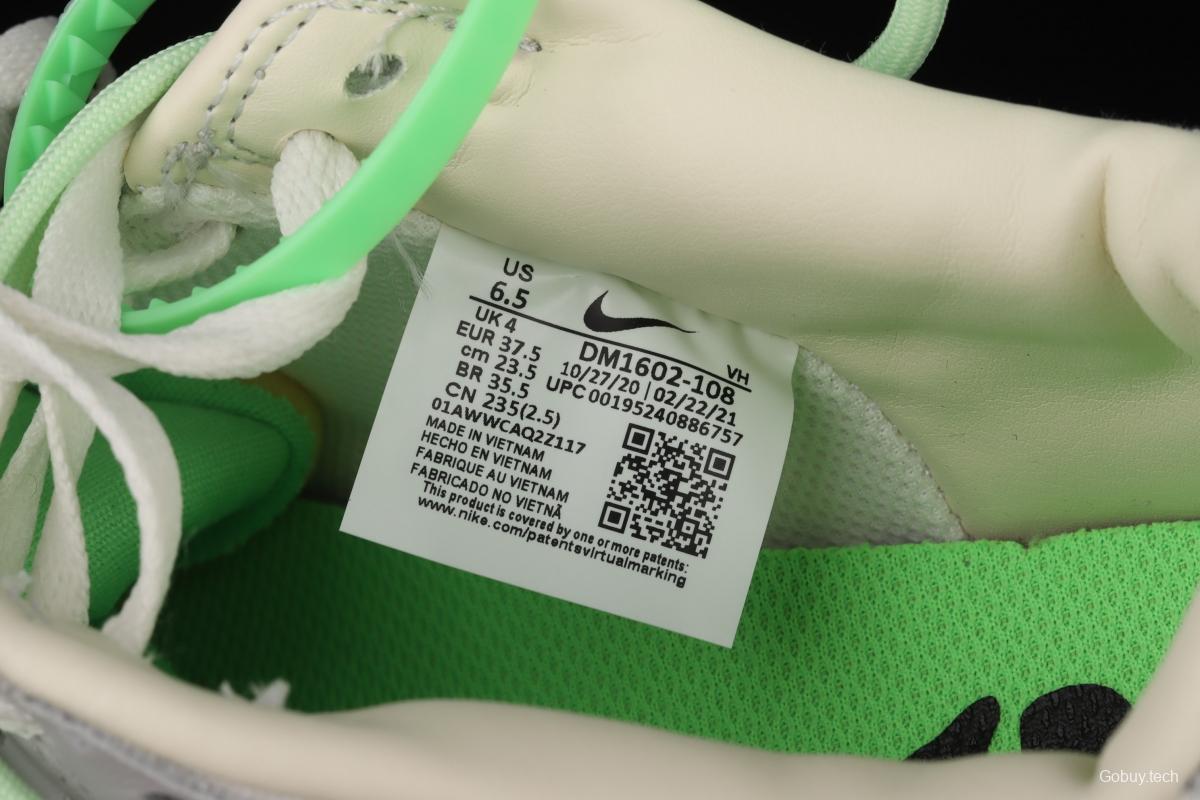 US
6.5
UK 4
EUR 37.5
cm 23.5
BR 35.5
CN 235(2.5)
DM1602-108
VH
10/27/20 | 02/22/21
UPC 00195240886757
01AWWCAQ2Z117
MADE IN VIETNAM
HECHO EN VIETNAM
FABRIQUE AU VIETNAM
FABRICADO NO VIETNÃ
This product is covered by one or more patents:
www.nike.com/patentsvirtualmarking
Gobuy.tech